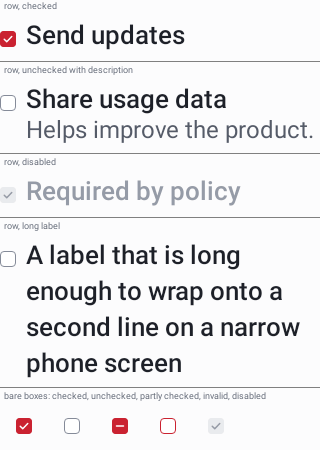 row, checked
Send updates
row, unchecked with description
Share usage data
Helps improve the product.
row, disabled
Required by policy
row, long label
A label that is long
enough to wrap onto a
second line on a narrow
phone screen
bare boxes: checked, unchecked, partly checked, invalid, disabled